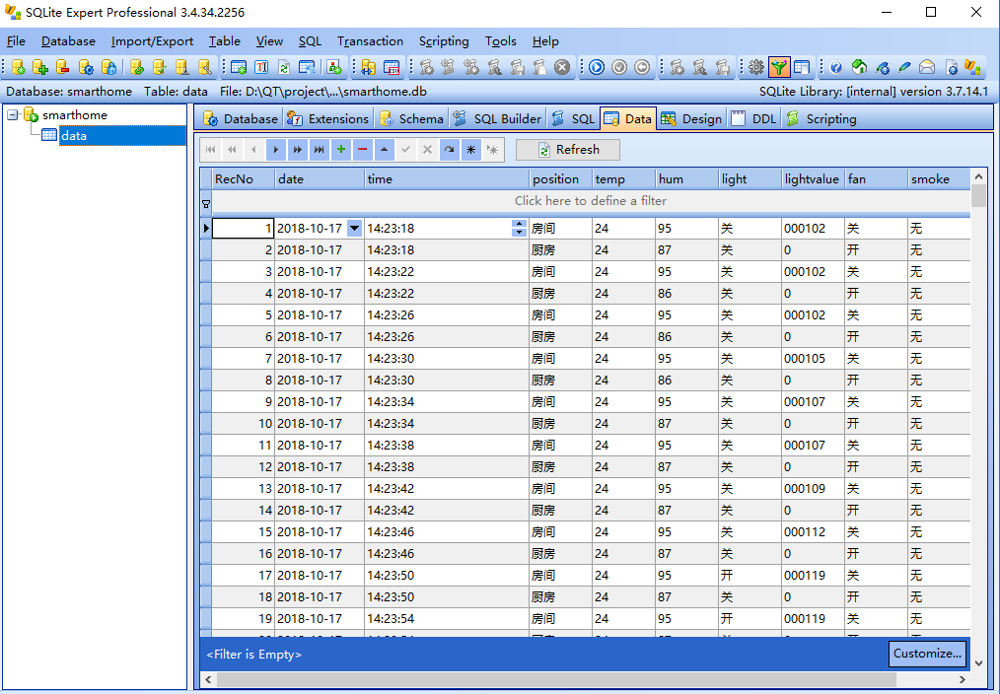 SQLite Expert Professional 3.4.34.2256
File Database Import/Export Table View SQL Transaction Scripting Tools Help
Database: smarthome Table: data File: D:\QT\project\...\smarthome.db SQLite Library: [internal] version 3.7.14.1
smarthome
data
Database Extensions Schema SQL Builder SQL Data Design DDL Scripting
Refresh
RecNo date time position temp hum light lightvalue fan smoke
Click here to define a filter
1 2018-10-17 14:23:18 房间 24 95 关 000102 关 无
2 2018-10-17 14:23:18 厨房 24 87 关 0 开 无
3 2018-10-17 14:23:22 房间 24 95 关 000102 关 无
4 2018-10-17 14:23:22 厨房 24 86 关 0 开 无
5 2018-10-17 14:23:26 房间 24 95 关 000102 关 无
6 2018-10-17 14:23:26 厨房 24 86 关 0 开 无
7 2018-10-17 14:23:30 房间 24 95 关 000105 关 无
8 2018-10-17 14:23:30 厨房 24 86 关 0 开 无
9 2018-10-17 14:23:34 房间 24 95 关 000107 关 无
10 2018-10-17 14:23:34 厨房 24 87 关 0 开 无
11 2018-10-17 14:23:38 房间 24 95 关 000107 关 无
12 2018-10-17 14:23:38 厨房 24 87 关 0 开 无
13 2018-10-17 14:23:42 房间 24 95 关 000109 关 无
14 2018-10-17 14:23:42 厨房 24 87 关 0 开 无
15 2018-10-17 14:23:46 房间 24 95 关 000112 关 无
16 2018-10-17 14:23:46 厨房 24 87 关 0 开 无
17 2018-10-17 14:23:50 房间 24 95 开 000119 关 无
18 2018-10-17 14:23:50 厨房 24 87 关 0 开 无
19 2018-10-17 14:23:54 房间 24 95 开 000119 关 无
<Filter is Empty> Customize...